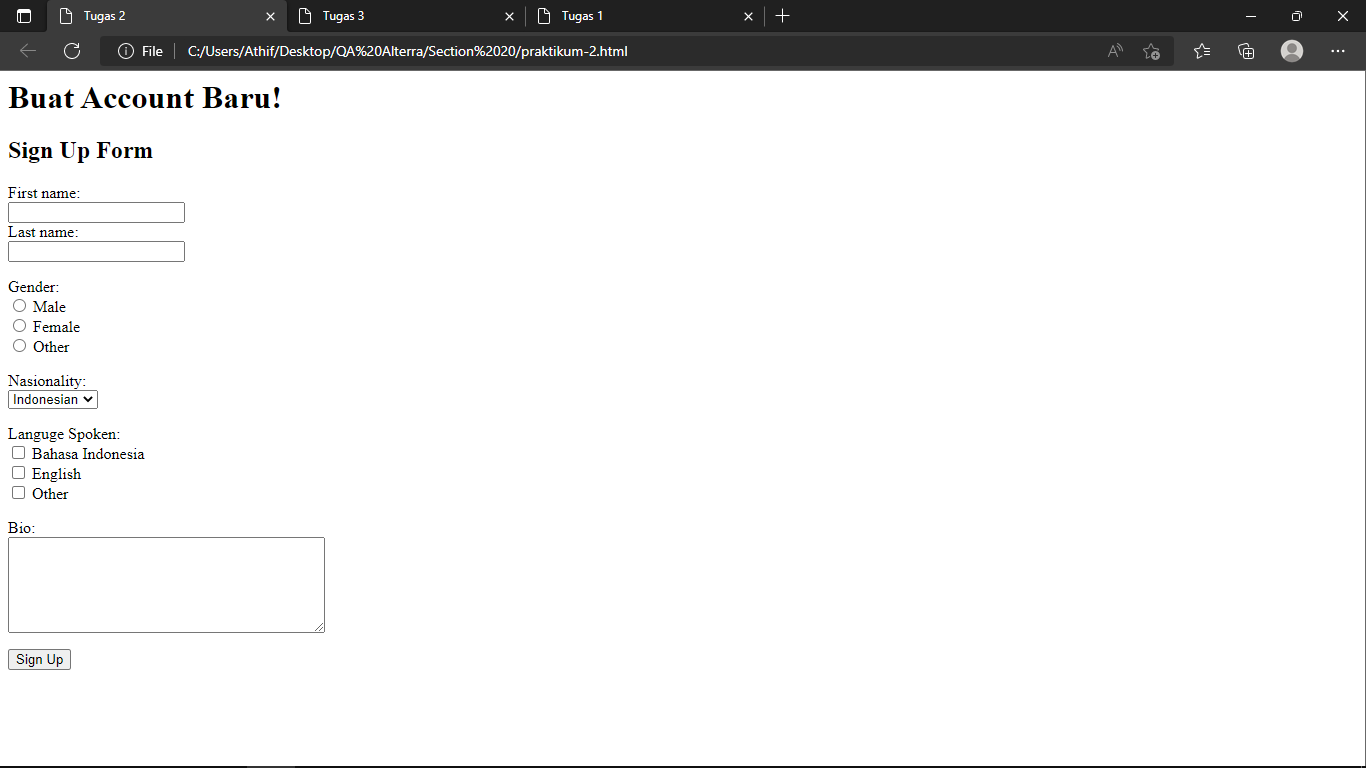 Tugas 2
Tugas 3
Tugas 1
File
C:/Users/Athif/Desktop/QA%20Alterra/Section%2020/praktikum-2.html
Buat Account Baru!
Sign Up Form
First name:
Last name:
Gender:
Male
Female
Other
Nasionality:
Indonesian
Languge Spoken:
Bahasa Indonesia
English
Other
Bio:
Sign Up